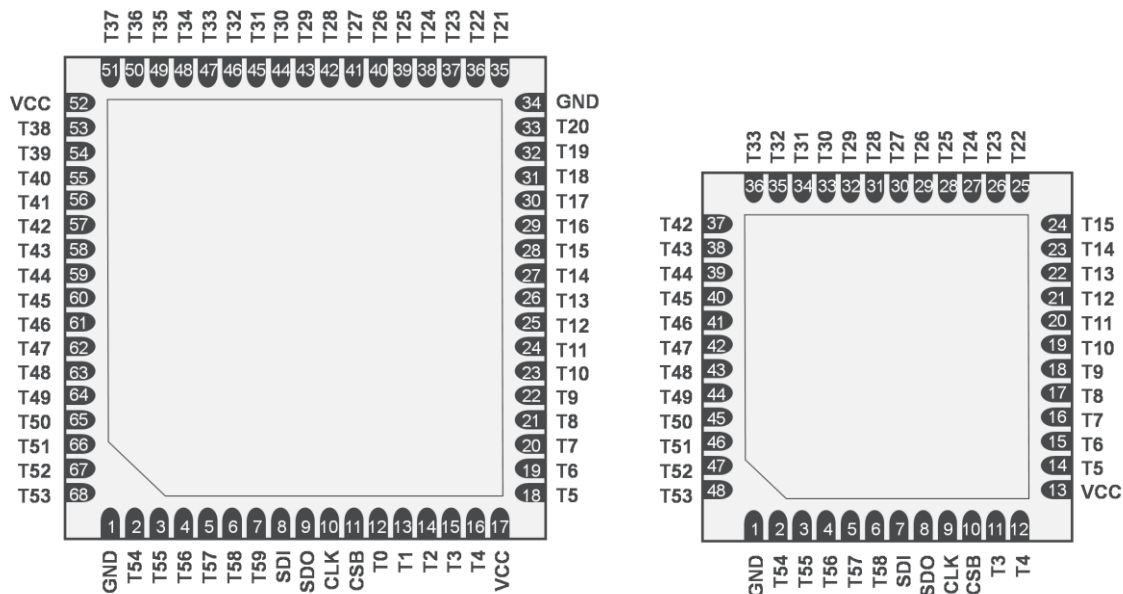 T37 T36 T35 T34 T33 T32 T31 T30 T29 T28 T27 T26 T25 T24 T23 T22 T21
51 50 49 48 47 46 45 44 43 42 41 40 39 38 37 36 35
VCC 52 34 GND
T38 53 33 T20
T39 54 32 T19
T40 55 31 T18
T41 56 30 T17
T42 57 29 T16
T43 58 28 T15
T44 59 27 T14
T45 60 26 T13
T46 61 25 T12
T47 62 24 T11
T48 63 23 T10
T49 64 22 T9
T50 65 21 T8
T51 66 20 T7
T52 67 19 T6
T53 68 18 T5
1 2 3 4 5 6 7 8 9 10 11 12 13 14 15 16 17
GND T54 T55 T56 T57 T58 T59 SDI SDO CLK CSB T0 T1 T2 T3 T4 VCC
T33 T32 T31 T30 T29 T28 T27 T26 T25 T24 T23 T22
36 35 34 33 32 31 30 29 28 27 26 25
T42 37 24 T15
T43 38 23 T14
T44 39 22 T13
T45 40 21 T12
T46 41 20 T11
T47 42 19 T10
T48 43 18 T9
T49 44 17 T8
T50 45 16 T7
T51 46 15 T6
T52 47 14 T5
T53 48 13 VCC
1 2 3 4 5 6 7 8 9 10 11 12
GND T54 T55 T56 T57 T58 SDI SDO CLK CSB T3 T4